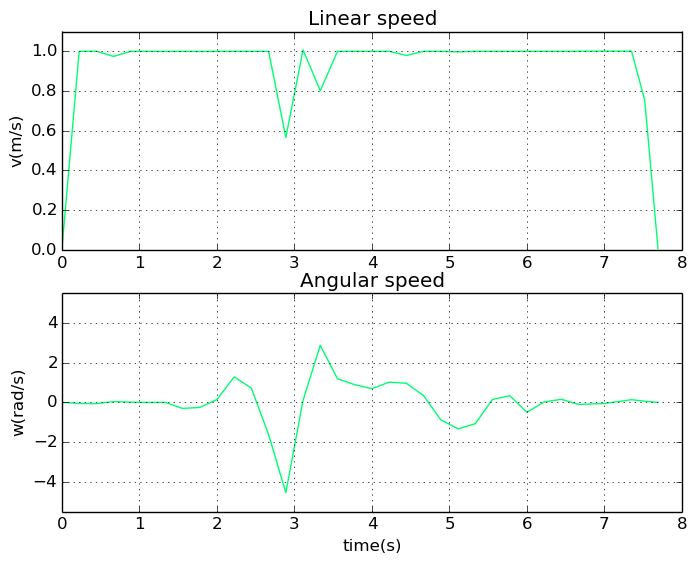 Linear speed
1.0
0.8
0.6
0.4
0.2
0.0
v(m/s)
0 1 2 3 4 5 6 7 8
Angular speed
4
2
0
−2
−4
w(rad/s)
0 1 2 3 4 5 6 7 8
time(s)